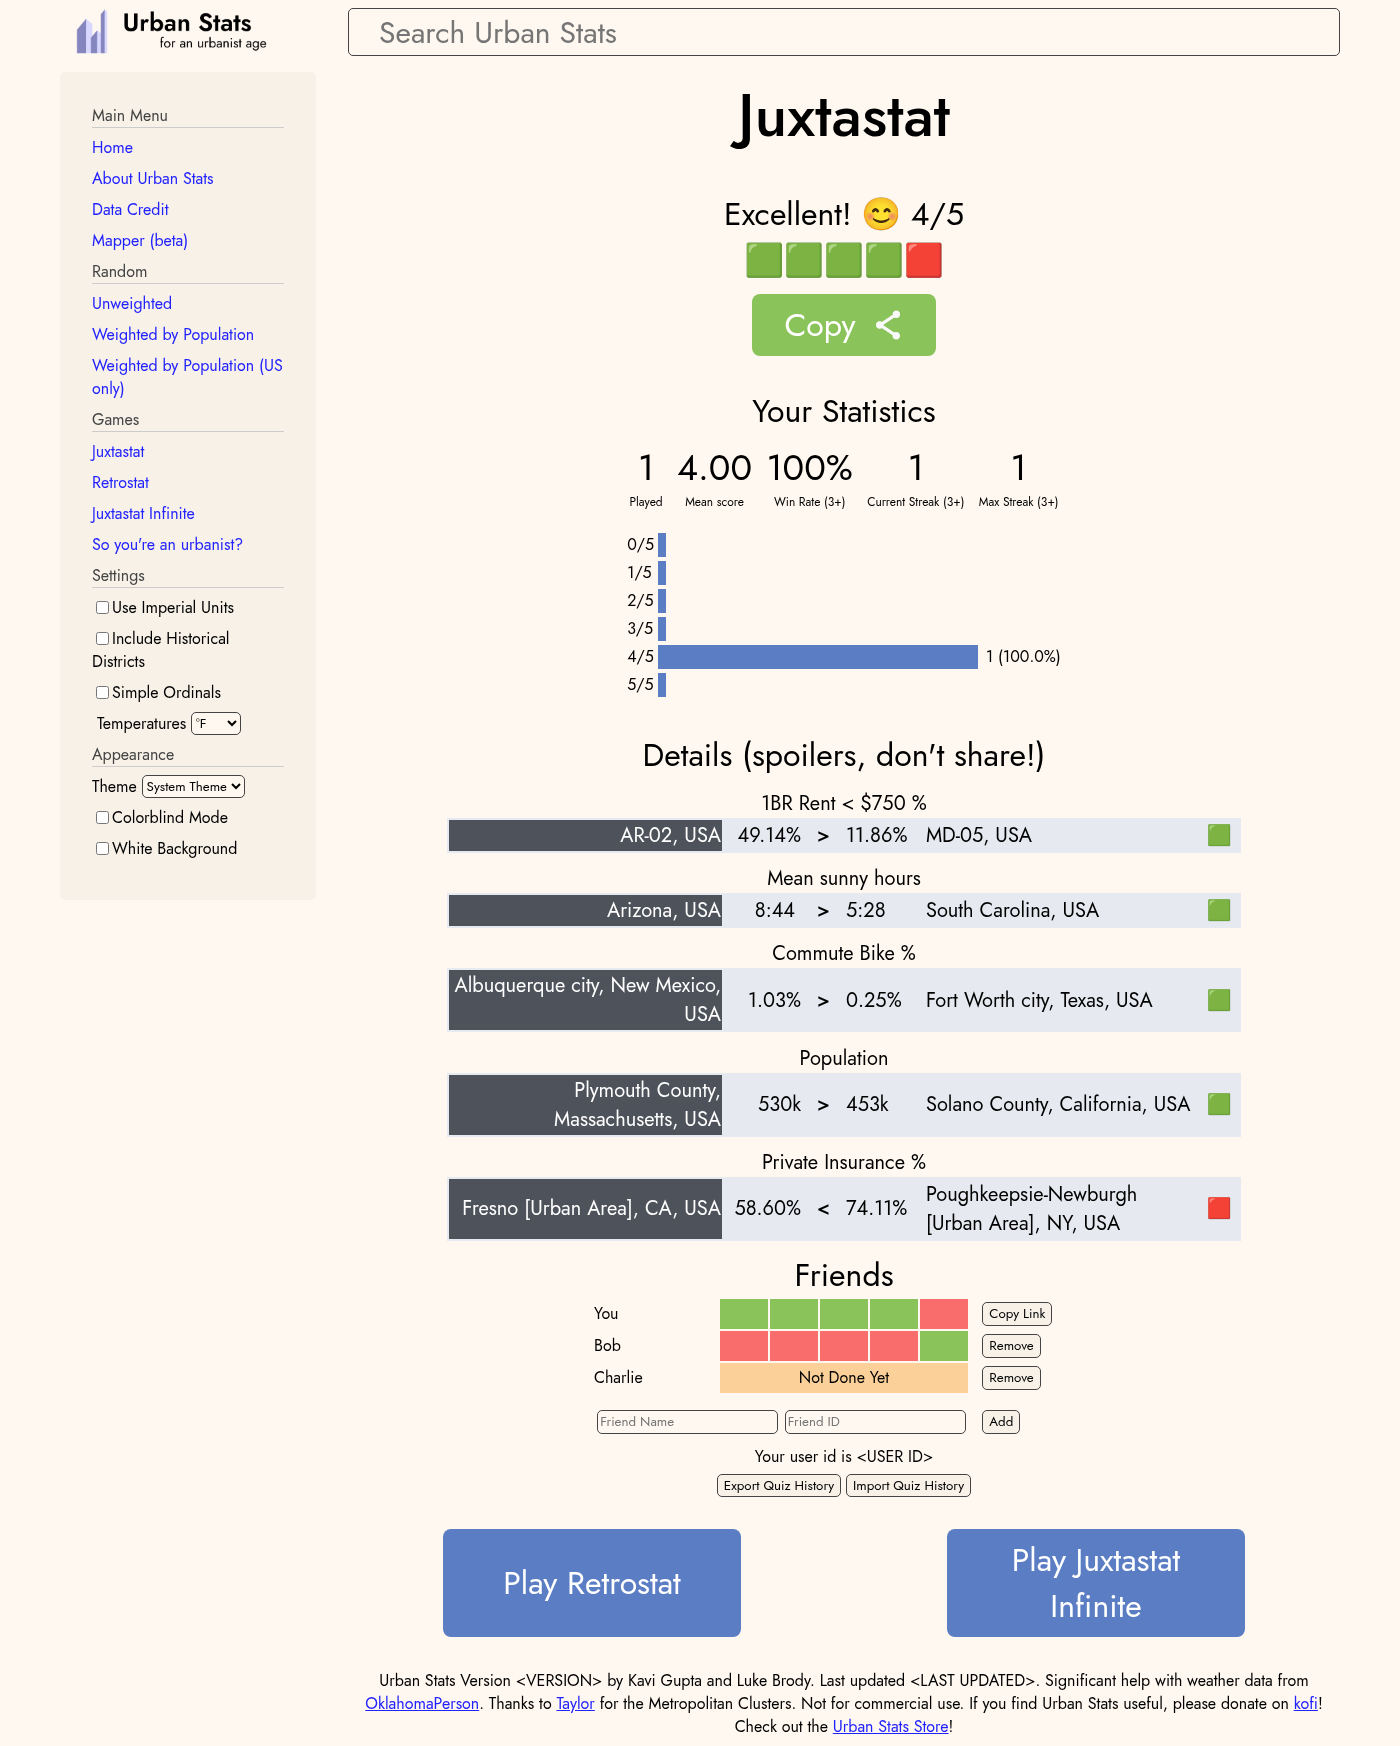 Urban Stats
for an urbanist age
Search Urban Stats
Main Menu
Home
About Urban Stats
Data Credit
Mapper (beta)
Random
Unweighted
Weighted by Population
Weighted by Population (US
only)
Games
Juxtastat
Retrostat
Juxtastat Infinite
So you're an urbanist?
Settings
Use Imperial Units
Include Historical
Districts
Simple Ordinals
Temperatures °F
Appearance
Theme System Theme
Colorblind Mode
White Background
Juxtastat
Excellent! 😊 4/5
🟩🟩🟩🟩🟥
Copy
Your Statistics
1 4.00 100% 1 1
Played Mean score Win Rate (3+) Current Streak (3+) Max Streak (3+)
0/5
1/5
2/5
3/5
4/5 1 (100.0%)
5/5
Details (spoilers, don't share!)
1BR Rent < $750 %
AR-02, USA 49.14% > 11.86% MD-05, USA 🟩
Mean sunny hours
Arizona, USA 8:44 > 5:28 South Carolina, USA 🟩
Commute Bike %
Albuquerque city, New Mexico,
USA 1.03% > 0.25% Fort Worth city, Texas, USA 🟩
Population
Plymouth County,
Massachusetts, USA 530k > 453k Solano County, California, USA 🟩
Private Insurance %
Fresno [Urban Area], CA, USA 58.60% < 74.11% Poughkeepsie-Newburgh
[Urban Area], NY, USA 🟥
Friends
You Copy Link
Bob Remove
Charlie Not Done Yet Remove
Friend Name Friend ID Add
Your user id is <USER ID>
Export Quiz History Import Quiz History
Play Retrostat
Play Juxtastat
Infinite
Urban Stats Version <VERSION> by Kavi Gupta and Luke Brody. Last updated <LAST UPDATED>. Significant help with weather data from
OklahomaPerson. Thanks to Taylor for the Metropolitan Clusters. Not for commercial use. If you find Urban Stats useful, please donate on kofi!
Check out the Urban Stats Store!